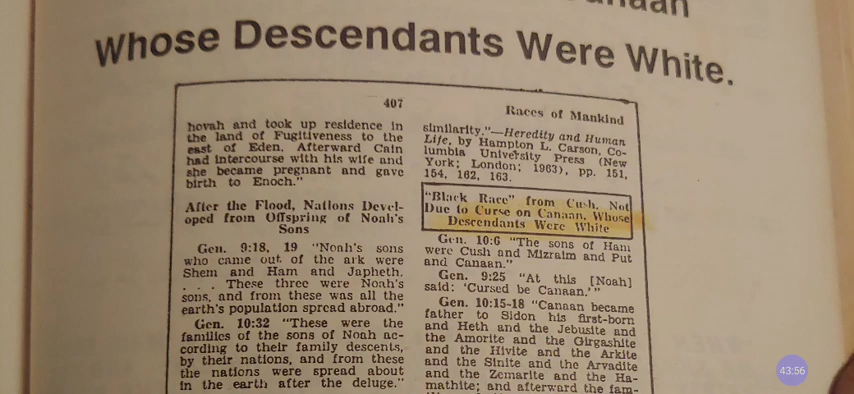 Whose Descendants Were White.
407
hovah and took up residence in
the land of Fugitiveness to the
east of Eden. Afterward Cain
had intercourse with his wife and
she became pregnant and gave
birth to Enoch."
After the Flood, Nations Devel-
oped from Offspring of Noah's
Sons
Gen. 9:18, 19 "Noah's sons
who came out of the ark were
Shem and Ham and Japheth.
. . . These three were Noah's
sons, and from these was all the
earth's population spread abroad."
Gen. 10:32 "These were the
families of the sons of Noah ac-
cording to their family descents,
by their nations, and from these
the nations were spread about
in the earth after the deluge."
Races of Mankind
similarity."—Heredity and Human
Life, by Hampton L. Carson, Co-
lumbia University Press (New
York; London; 1963), pp. 151,
154, 162, 163.
"Black Race" from Cush, Not
Due to Curse on Canaan, Whose
Descendants Were White
Gen. 10:6 "The sons of Ham
were Cush and Mizraim and Put
and Canaan."
Gen. 9:25 "At this [Noah]
said: 'Cursed be Canaan.'"
Gen. 10:15-18 "Canaan became
father to Sidon his first-born
and Heth and the Jebusite and
the Amorite and the Girgashite
and the Hivite and the Arkite
and the Sinite and the Arvadite
and the Zemarite and the Ha-
mathite; and afterward the fam-
43:56